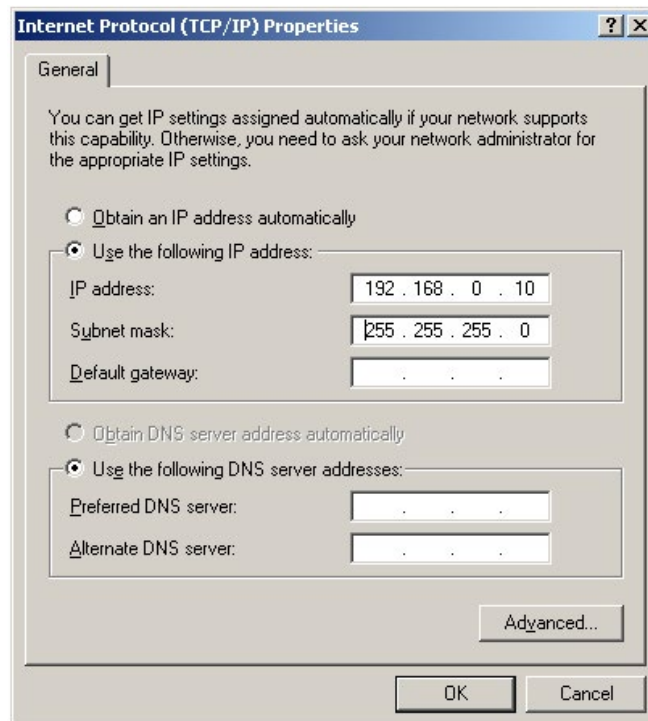 Internet Protocol (TCP/IP) Properties
General
You can get IP settings assigned automatically if your network supports
this capability. Otherwise, you need to ask your network administrator for
the appropriate IP settings.
Obtain an IP address automatically
Use the following IP address:
IP address: 192 . 168 . 0 . 10
Subnet mask: 255 . 255 . 255 . 0
Default gateway: . . .
Obtain DNS server address automatically
Use the following DNS server addresses:
Preferred DNS server: . . .
Alternate DNS server: . . .
Advanced...
OK Cancel